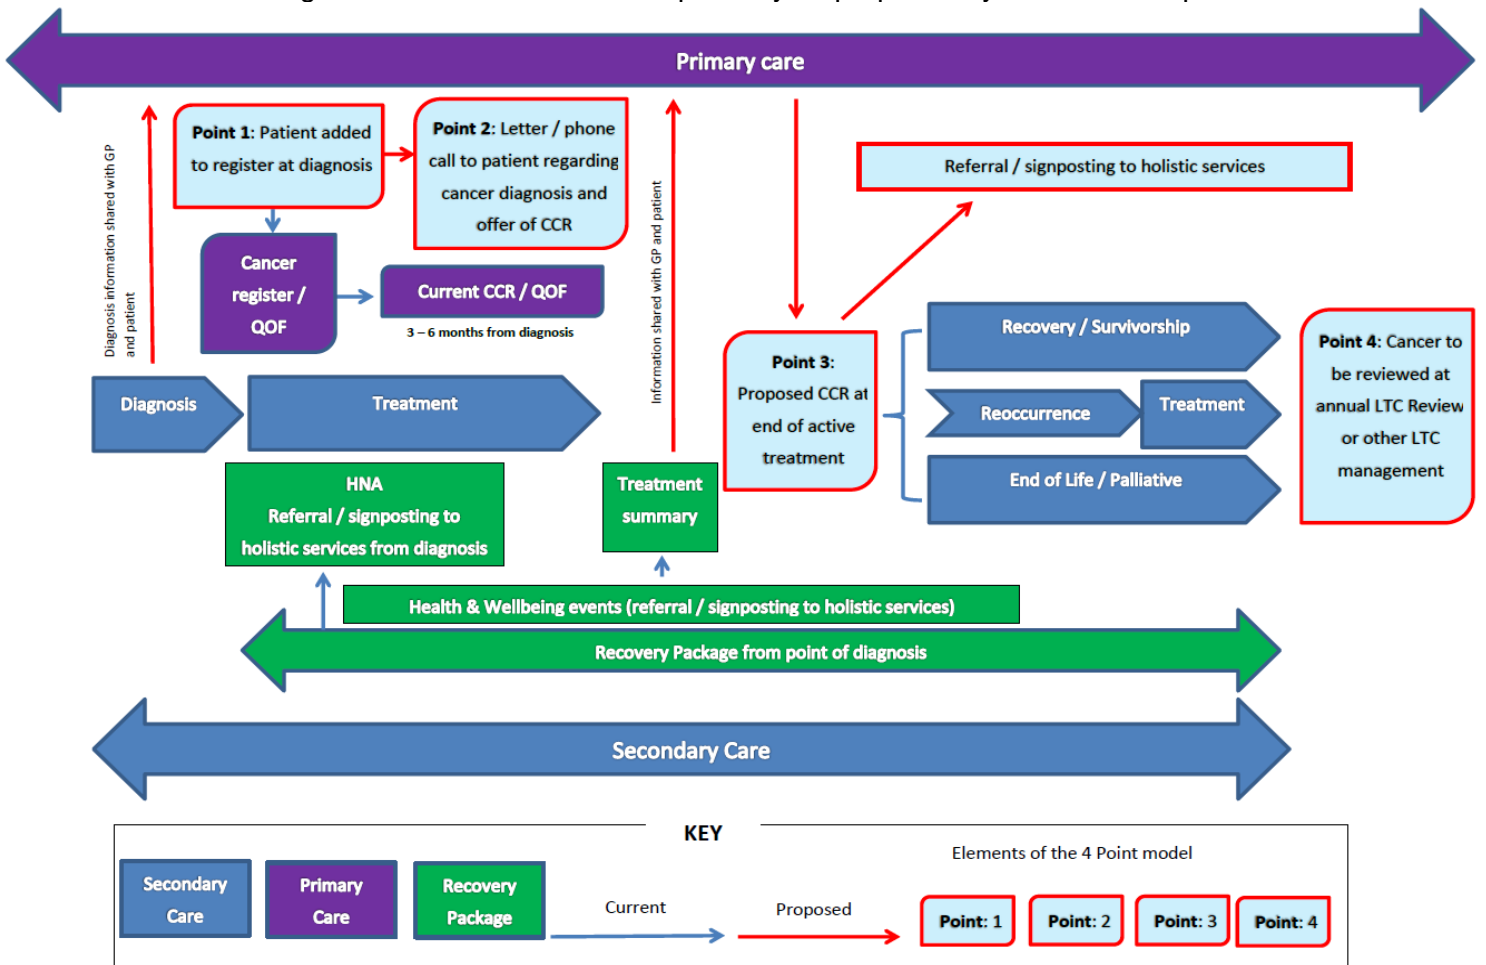 Primary care
Diagnosis information shared with GP
and patient
Point 1: Patient added
to register at diagnosis
Point 2: Letter / phone
call to patient regarding
cancer diagnosis and
offer of CCR
Information shared with GP and patient
Referral / signposting to holistic services
Cancer
register /
QOF
Current CCR / QOF
3 – 6 months from diagnosis
Diagnosis
Treatment
Point 3:
Proposed CCR at
end of active
treatment
Recovery / Survivorship
Reoccurrence
Treatment
End of Life / Palliative
Point 4: Cancer to
be reviewed at
annual LTC Review
or other LTC
management
HNA
Referral / signposting to
holistic services from diagnosis
Treatment
summary
Health & Wellbeing events (referral / signposting to holistic services)
Recovery Package from point of diagnosis
Secondary Care
KEY
Secondary
Care
Primary
Care
Recovery
Package
Current
Proposed
Elements of the 4 Point model
Point: 1
Point: 2
Point: 3
Point: 4